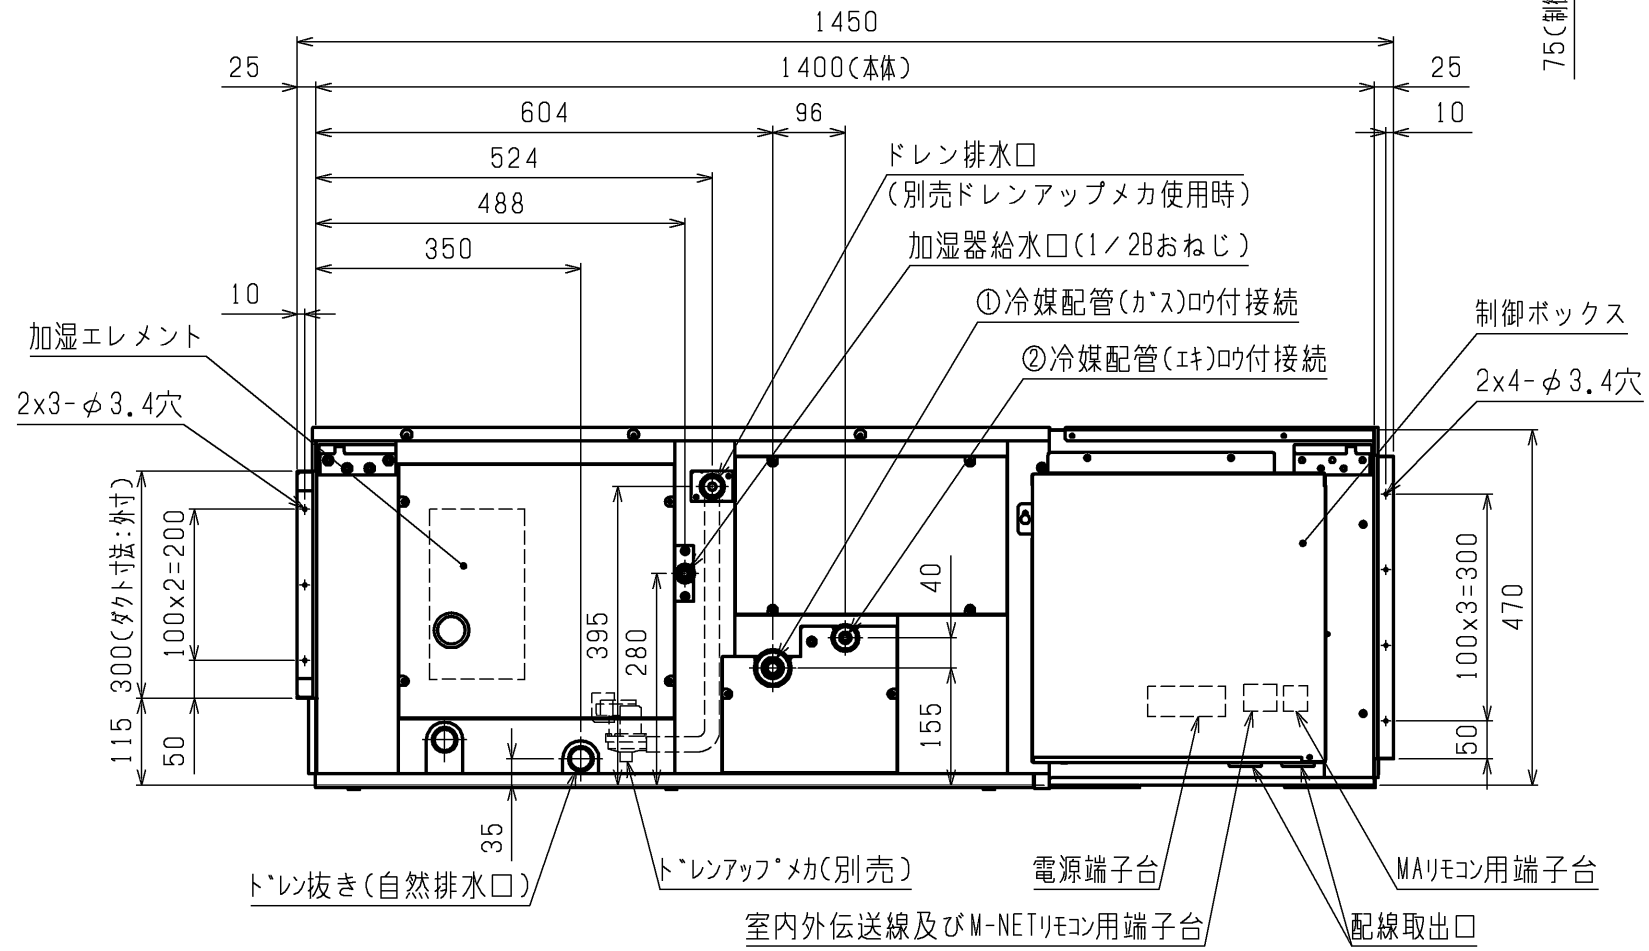 1450
75(制御
25
1400(本体)
25
604
96
10
524
ドレン排水口
(別売ドレンアップメカ使用時)
488
加湿器給水口(1/2Bおねじ)
350
10
①冷媒配管(ガス)ロウ付接続
制御ボックス
加湿エレメント
②冷媒配管(エキ)ロウ付接続
2x3-φ3.4穴
2x4-φ3.4穴
300(ダクト寸法:外寸)
100x2=200
395
280
40
100x3=300
470
115
50
155
50
35
ドレン抜き(自然排水口)
ドレンアップメカ(別売)
電源端子台
MAリモコン用端子台
室内外伝送線及びM-NETリモコン用端子台
配線取出口